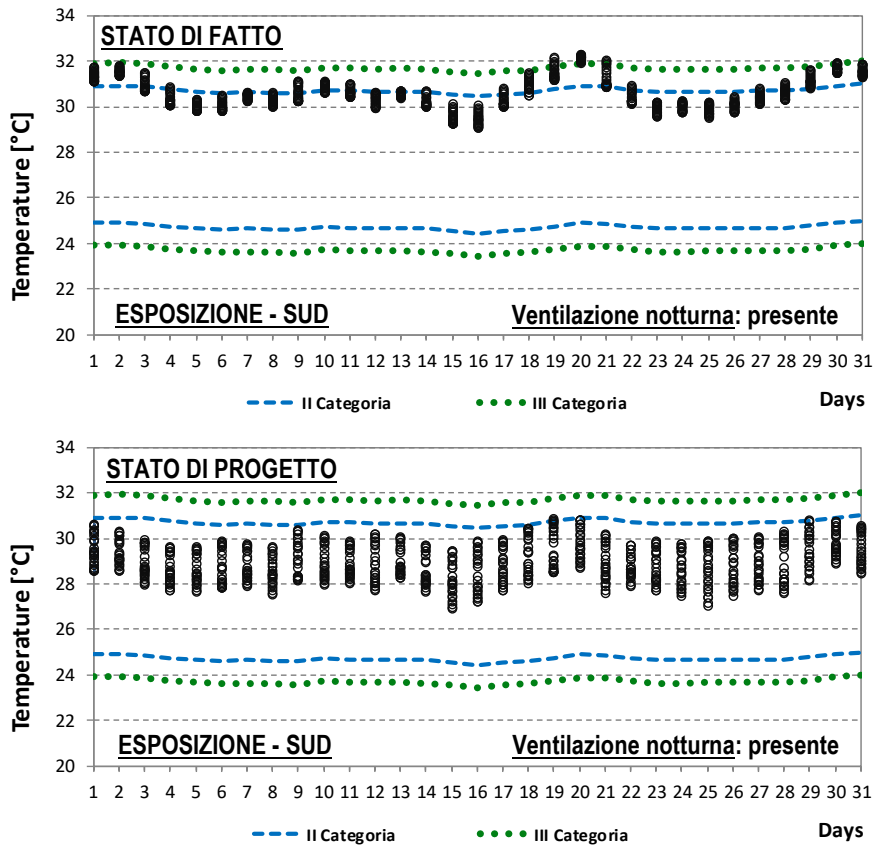 34
STATO DI FATTO
32
30
28
26
24
22
20
Temperature [°C]
ESPOSIZIONE - SUD
Ventilazione notturna: presente
1 2 3 4 5 6 7 8 9 10 11 12 13 14 15 16 17 18 19 20 21 22 23 24 25 26 27 28 29 30 31
II Categoria
III Categoria
Days
34
STATO DI PROGETTO
32
30
28
26
24
22
20
Temperature [°C]
ESPOSIZIONE - SUD
Ventilazione notturna: presente
1 2 3 4 5 6 7 8 9 10 11 12 13 14 15 16 17 18 19 20 21 22 23 24 25 26 27 28 29 30 31
II Categoria
III Categoria
Days